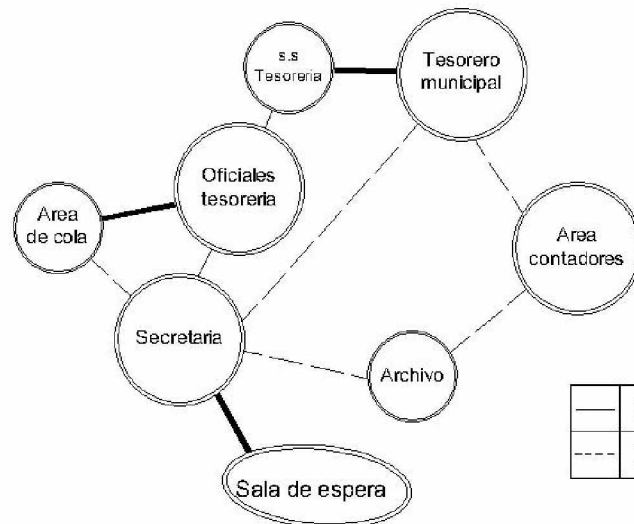 s.s
Tesoreria
Tesorero
municipal
Oficiales
tesoreria
Area
de cola
Area
contadores
Secretaria
Archivo
Sala de espera